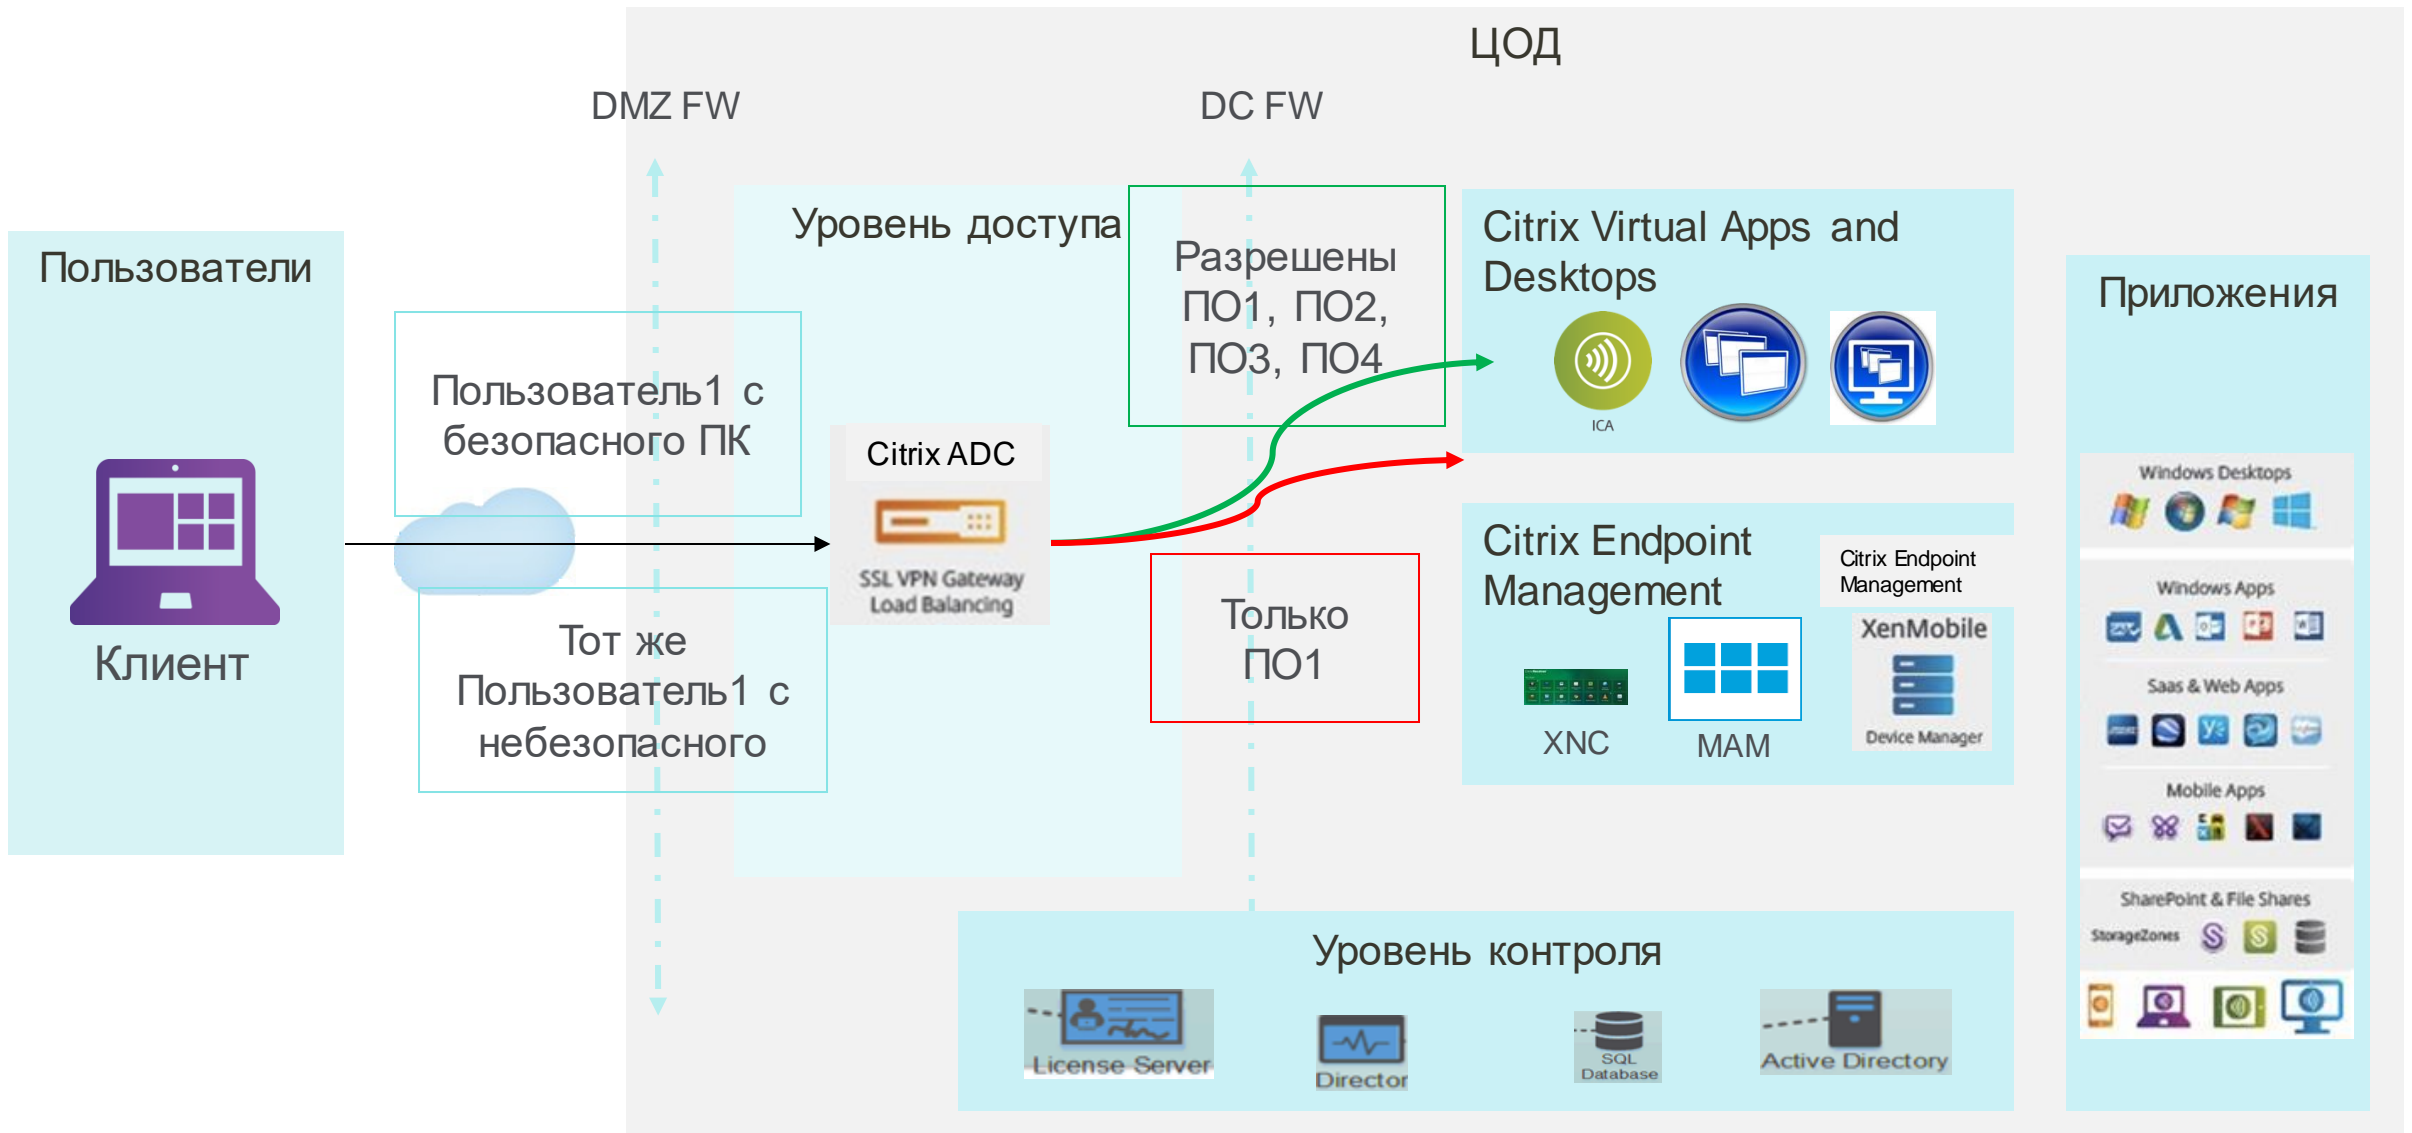 ЦОД
DMZ FW
DC FW
Пользователи
Клиент
Пользователь1 с
безопасного ПК
Тот же
Пользователь1 с
небезопасного
Уровень доступа
Citrix ADC
SSL VPN Gateway
Load Balancing
Разрешены
ПО1, ПО2,
ПО3, ПО4
Только
ПО1
Citrix Virtual Apps and
Desktops
ICA
Citrix Endpoint
Management
Citrix Endpoint
Management
XNC
MAM
XenMobile
Device Manager
Уровень контроля
License Server
Director
SQL
Database
Active Directory
Приложения
Windows Desktops
Windows Apps
Saas & Web Apps
Mobile Apps
SharePoint & File Shares
StorageZones